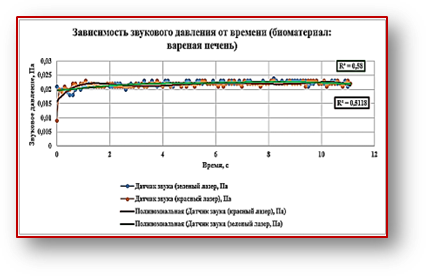 Зависимость звукового давления от времени (биоматериал:
вареная печень)
Звуковое давление, Па
0,03
0,025
0,02
0,015
0,01
0,005
0
R² = 0,58
R² = 0,3118
0 2 4 6 8 10 12
Время, с
Датчик звука (зеленый лазер, Па
Датчик звука (красный лазер), Па
Полиномиальная (Датчик звука (красный лазер), Па)
Полиномиальная (Датчик звука (зеленый лазер, Па)